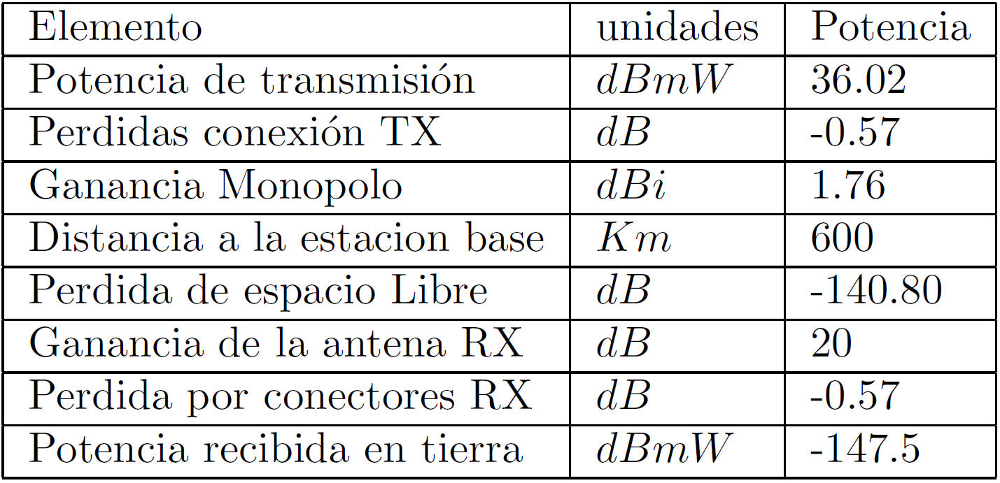 Elemento unidades Potencia
Potencia de transmisión dBmW 36.02
Perdidas conexión TX dB -0.57
Ganancia Monopolo dBi 1.76
Distancia a la estacion base Km 600
Perdida de espacio Libre dB -140.80
Ganancia de la antena RX dB 20
Perdida por conectores RX dB -0.57
Potencia recibida en tierra dBmW -147.5